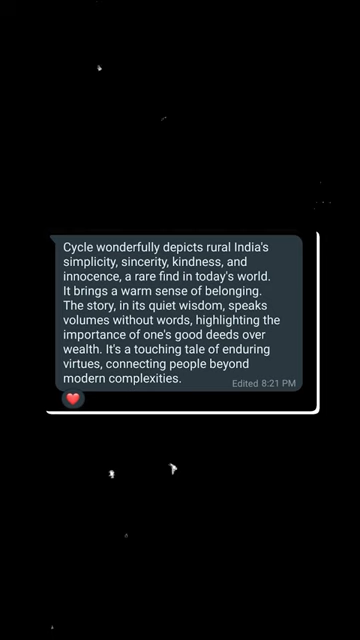 Cycle wonderfully depicts rural India's
simplicity, sincerity, kindness, and
innocence, a rare find in today's world.
It brings a warm sense of belonging.
The story, in its quiet wisdom, speaks
volumes without words, highlighting the
importance of one's good deeds over
wealth. It's a touching tale of enduring
virtues, connecting people beyond
modern complexities.
Edited 8:21 PM